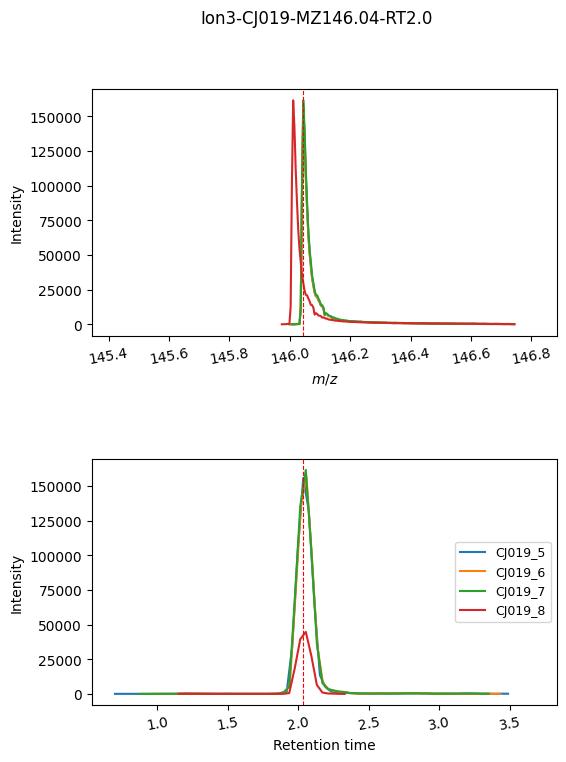 Ion3-CJ019-MZ146.04-RT2.0
Intensity
150000
125000
100000
75000
50000
25000
0
145.4 145.6 145.8 146.0 146.2 146.4 146.6 146.8
m/z
Intensity
150000
125000
100000
75000
50000
25000
0
CJ019_5
CJ019_6
CJ019_7
CJ019_8
1.0 1.5 2.0 2.5 3.0 3.5
Retention time